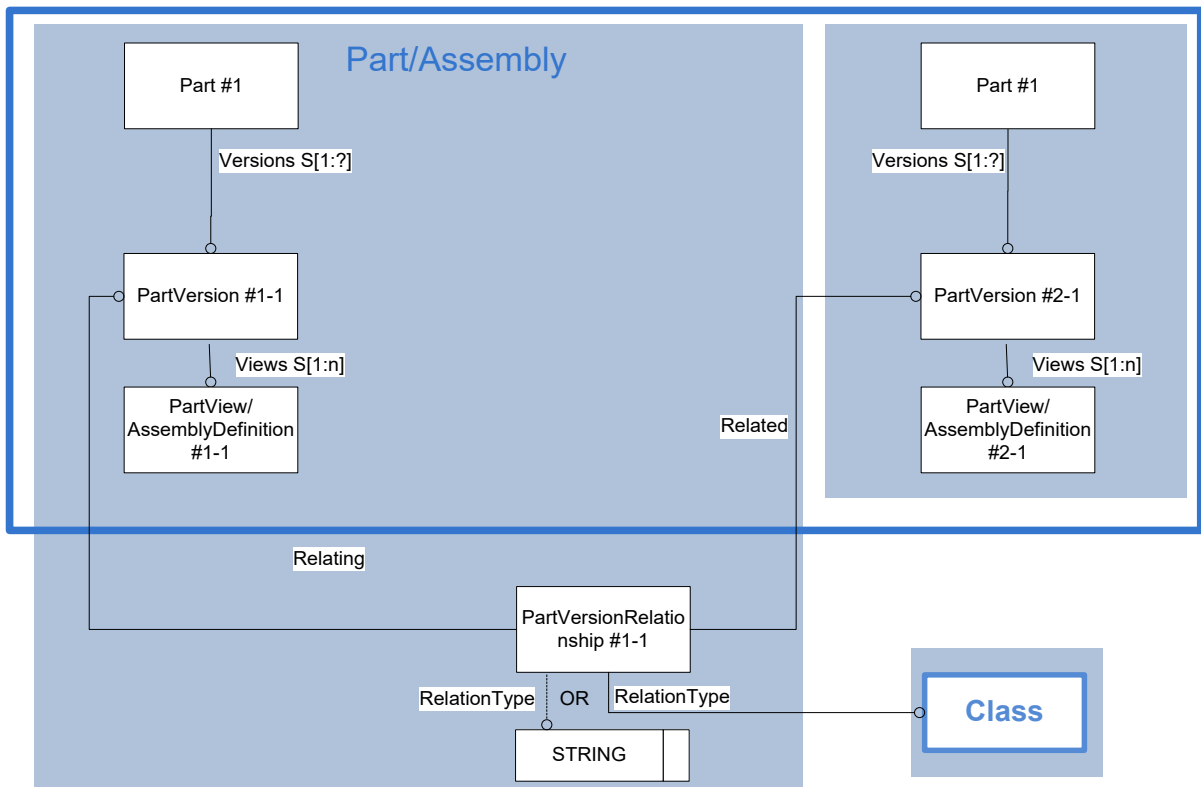 Part/Assembly
Part #1
Part #1
Versions S[1:?]
Versions S[1:?]
PartVersion #1-1
PartVersion #2-1
Views S[1:n]
Views S[1:n]
PartView/
AssemblyDefinition
#1-1
PartView/
AssemblyDefinition
#2-1
Related
Relating
PartVersionRelatio
nship #1-1
RelationType
OR
RelationType
Class
STRING